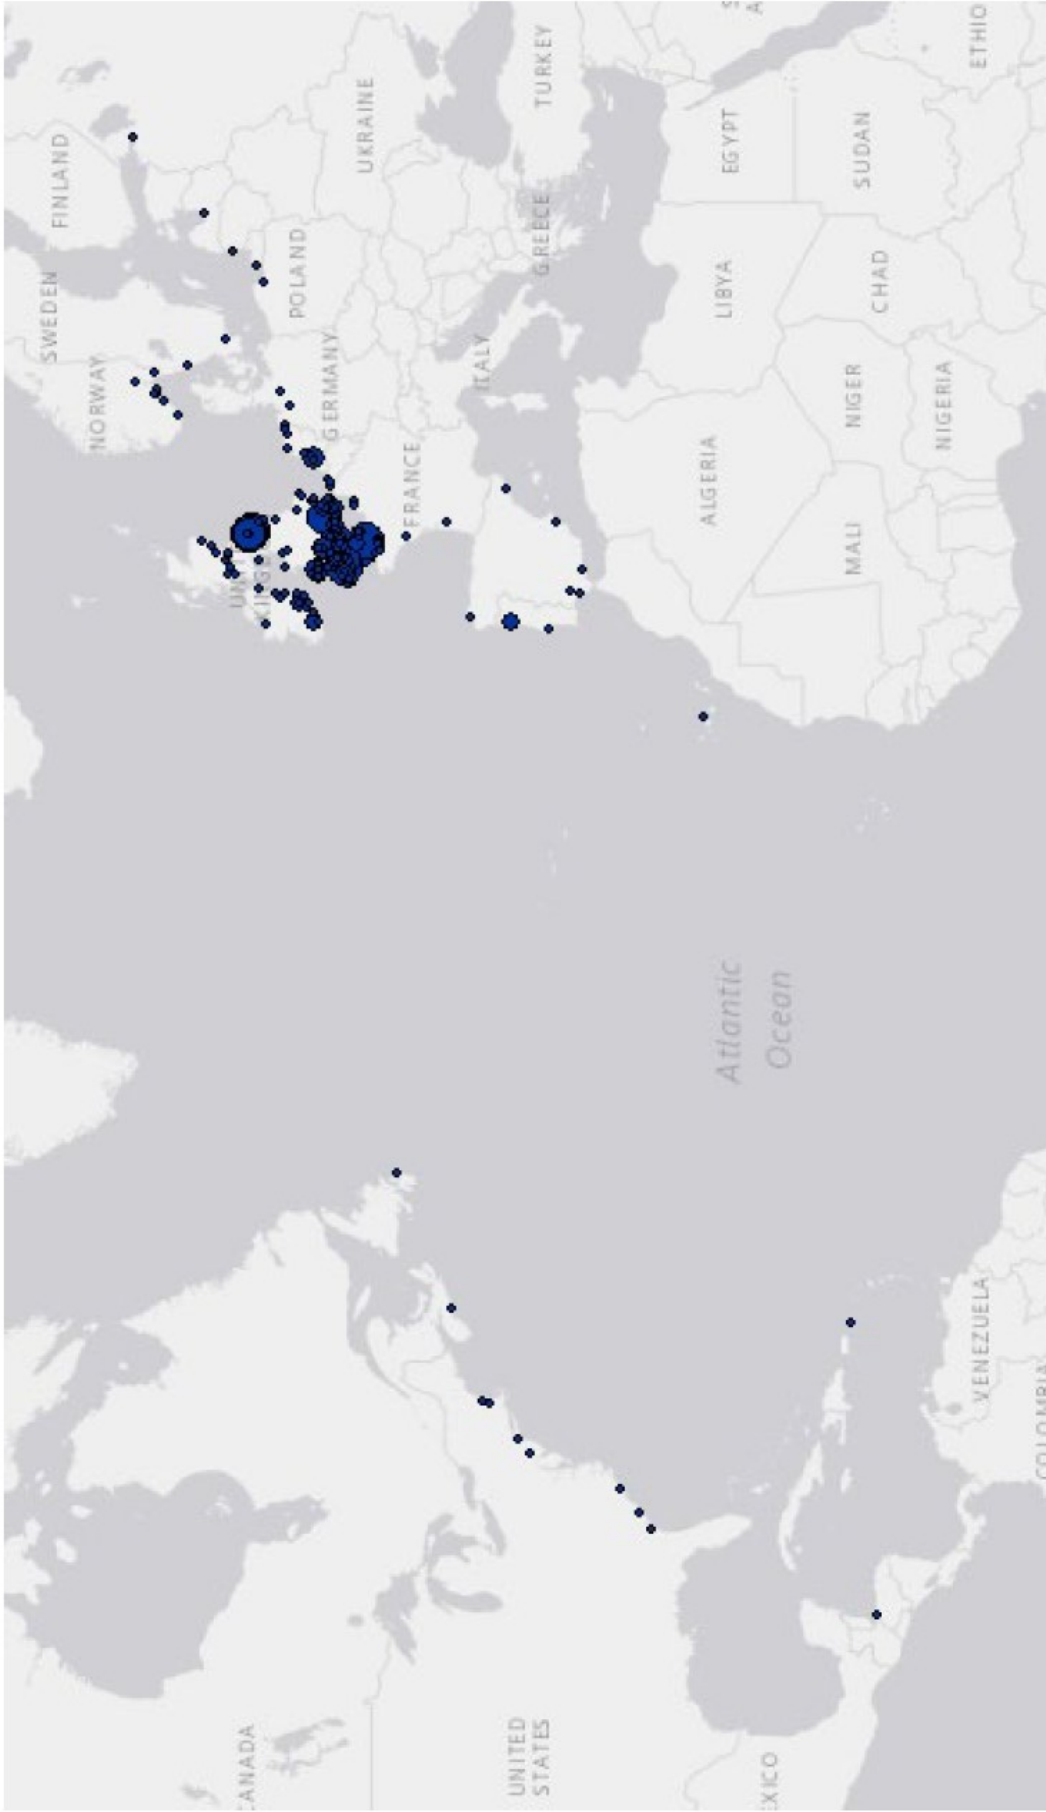 FINLAND
SWEDEN
NORWAY
UKRAINE
POLAND
GERMANY
FRANCE
ITALY
GREECE
TURKEY
EGYPT
LIBYA
ALGERIA
SUDAN
CHAD
NIGER
MALI
NIGERIA
ETHIO
Atlantic
Ocean
CANADA
UNITED
STATES
EXICO
VENEZUELA
COLOMBIA